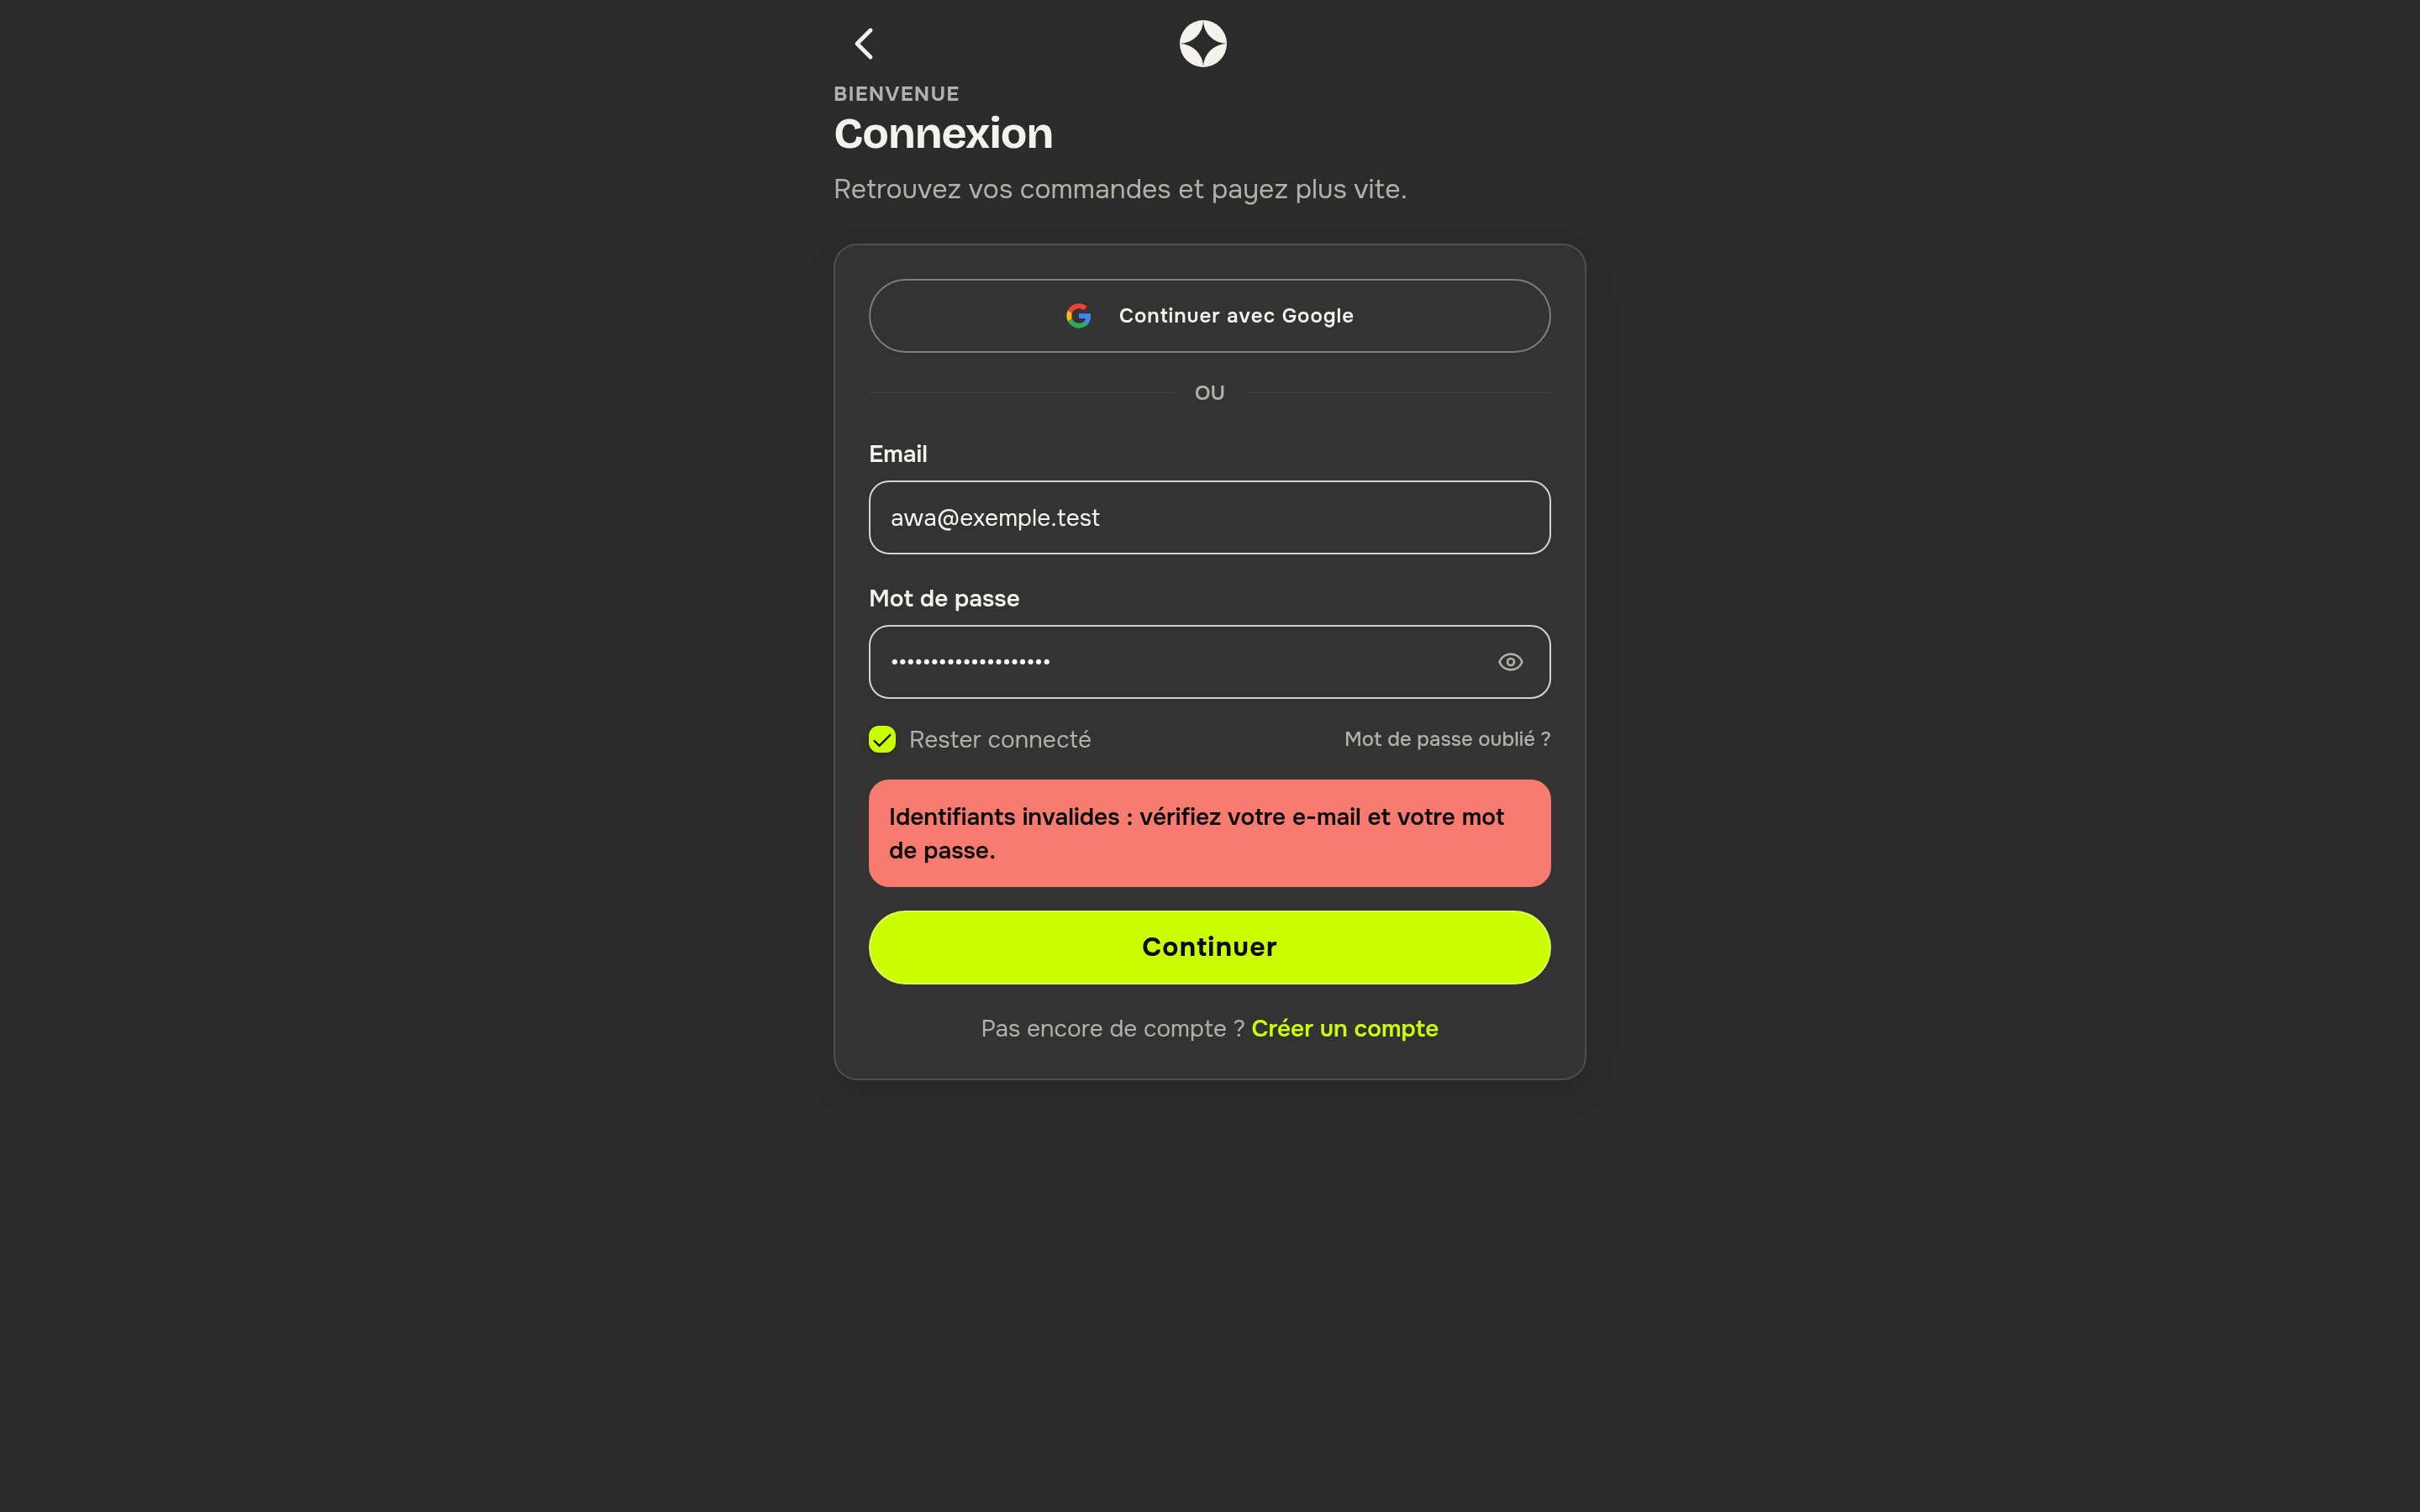 BIENVENUE
Connexion
Retrouvez vos commandes et payez plus vite.
Continuer avec Google
OU
Email
awa@exemple.test
Mot de passe
••••••••••••••••••••
Rester connecté
Mot de passe oublié ?
Identifiants invalides : vérifiez votre e-mail et votre mot
de passe.
Continuer
Pas encore de compte ? Créer un compte